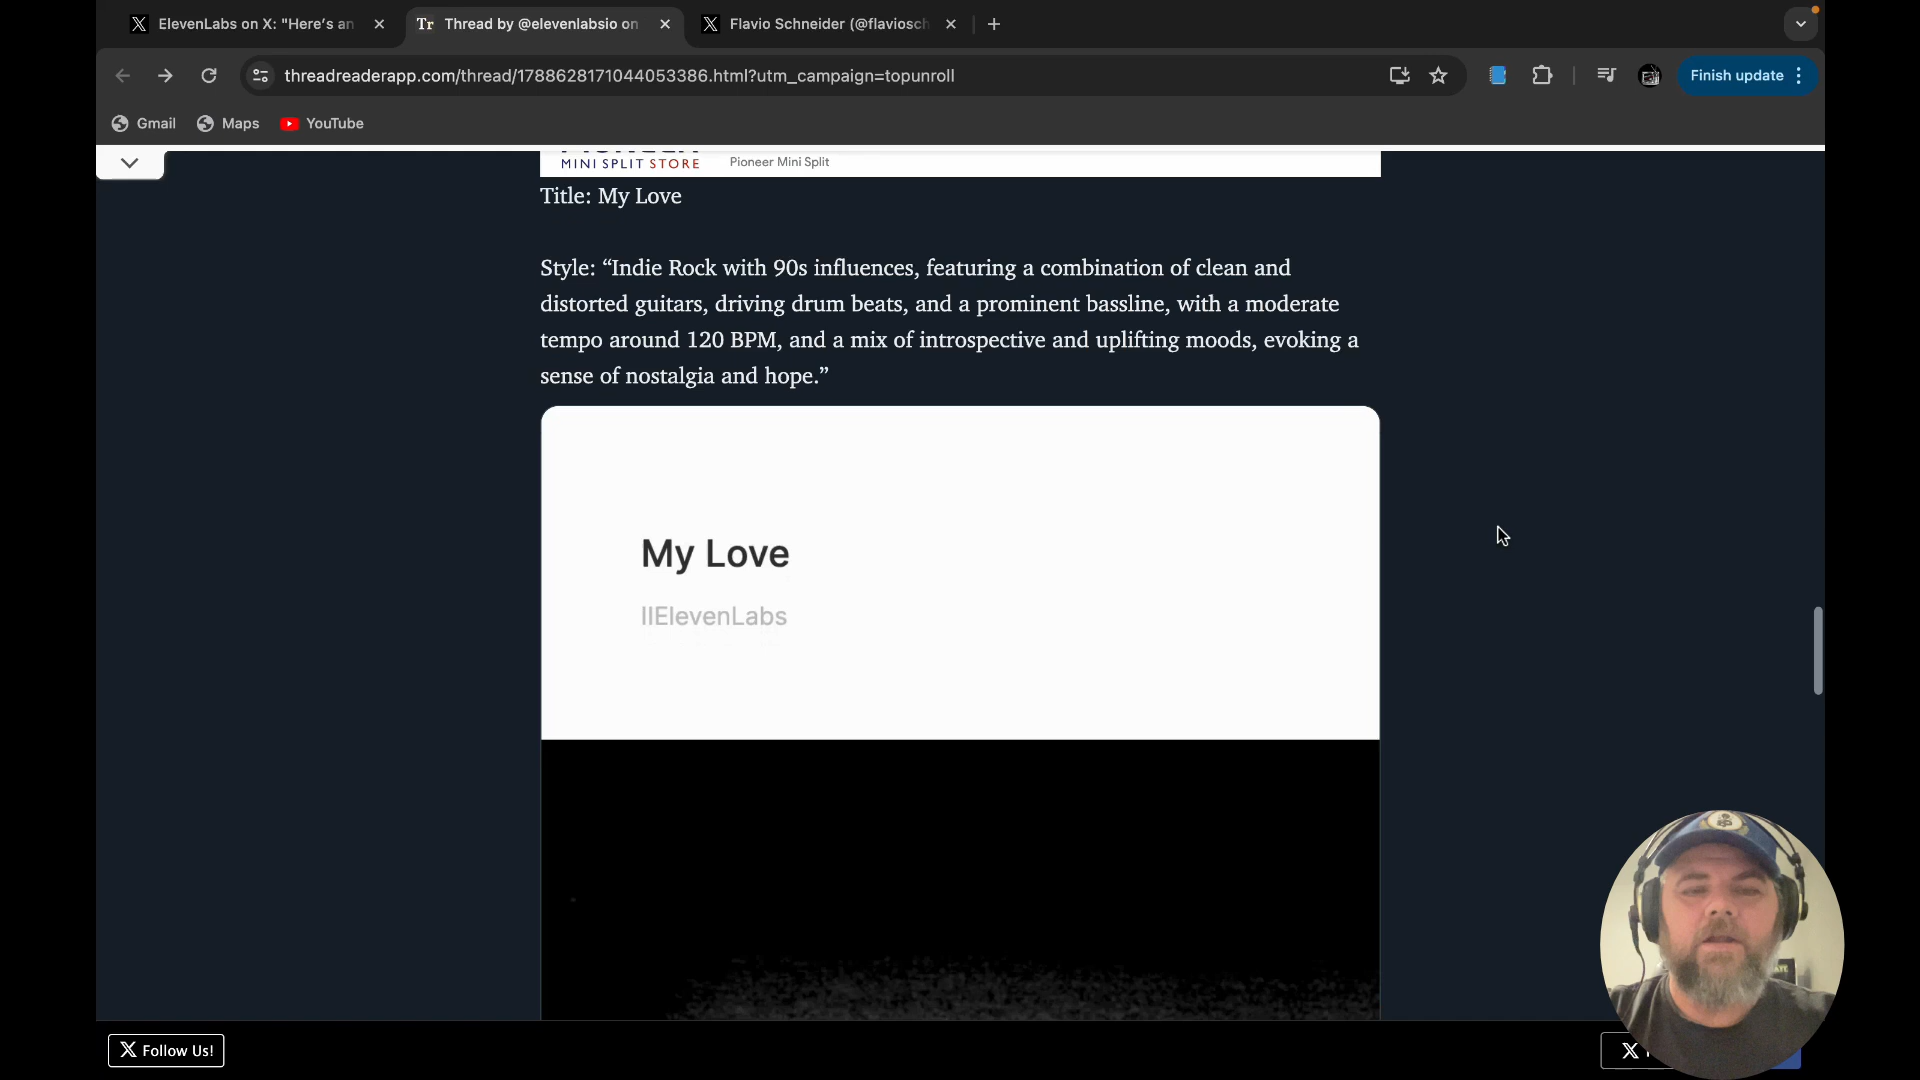 ElevenLabs on X: "Here's an
Thread by @elevenlabsio on
Flavio Schneider (@flaviosch
threadreaderapp.com/thread/1788628171044053386.html?utm_campaign=topunroll
Finish update
Gmail
Maps
YouTube
MINI SPLIT STORE
Pioneer Mini Split
Title: My Love
Style: “Indie Rock with 90s influences, featuring a combination of clean and
distorted guitars, driving drum beats, and a prominent bassline, with a moderate
tempo around 120 BPM, and a mix of introspective and uplifting moods, evoking a
sense of nostalgia and hope.”
My Love
IIElevenLabs
Follow Us!